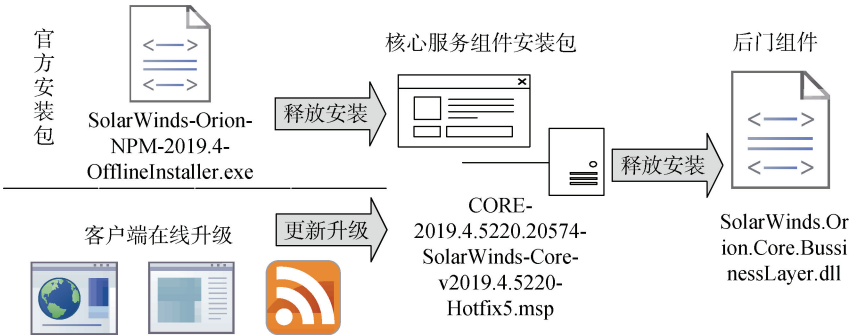 官方安装包
SolarWinds-Orion-
NPM-2019.4-
OfflineInstaller.exe
释放安装
核心服务组件安装包
后门组件
释放安装
客户端在线升级
更新升级
CORE-
2019.4.5220.20574-
SolarWinds-Core-
v2019.4.5220-
Hotfix5.msp
SolarWinds.Or
ion.Core.Bussi
nessLayer.dll